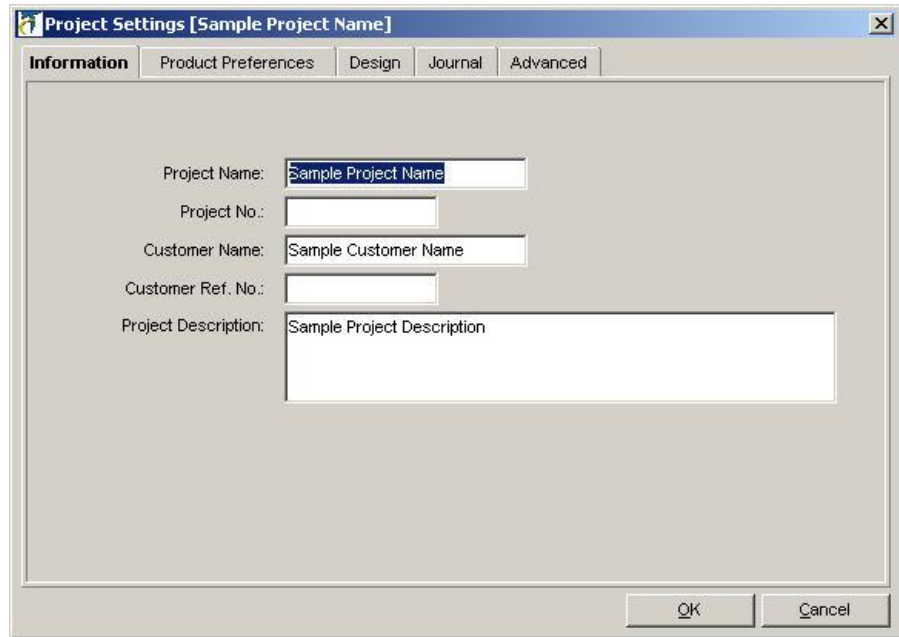 Project Settings [Sample Project Name]
Information Product Preferences Design Journal Advanced
Project Name: Sample Project Name
Project No.:
Customer Name: Sample Customer Name
Customer Ref. No.:
Project Description: Sample Project Description
OK Cancel